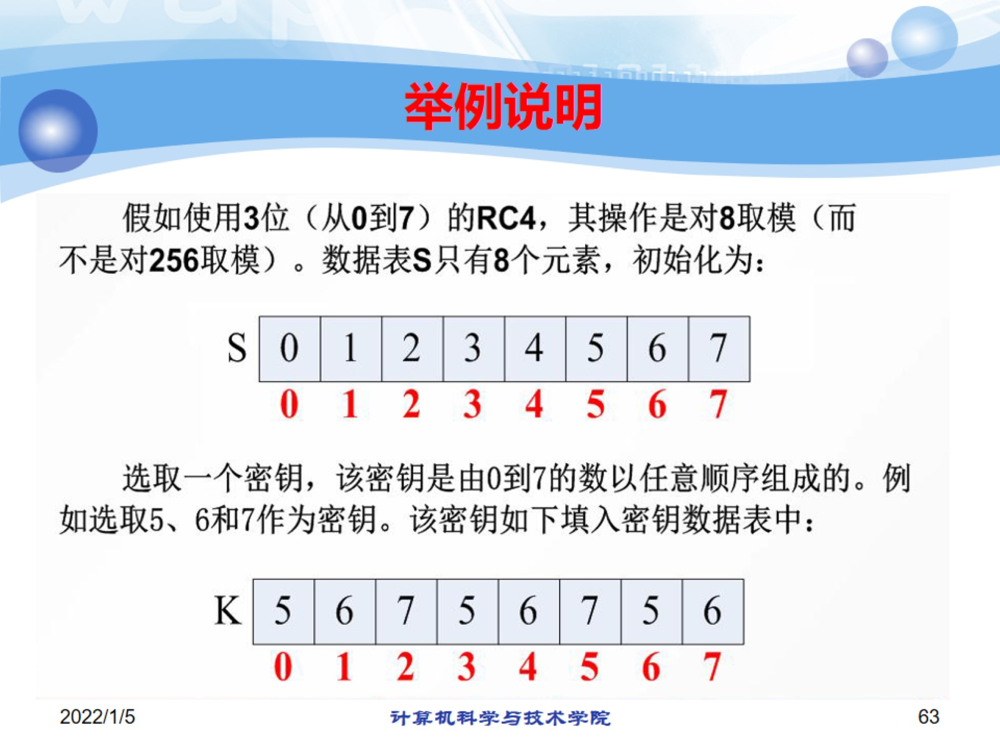 举例说明
假如使用3位（从0到7）的RC4，其操作是对8取模（而
不是对256取模）。数据表S只有8个元素，初始化为：
S 0 1 2 3 4 5 6 7
0 1 2 3 4 5 6 7
选取一个密钥，该密钥是由0到7的数以任意顺序组成的。例
如选取5、6和7作为密钥。该密钥如下填入密钥数据表中：
K 5 6 7 5 6 7 5 6
0 1 2 3 4 5 6 7
2022/1/5 计算机科学与技术学院 63